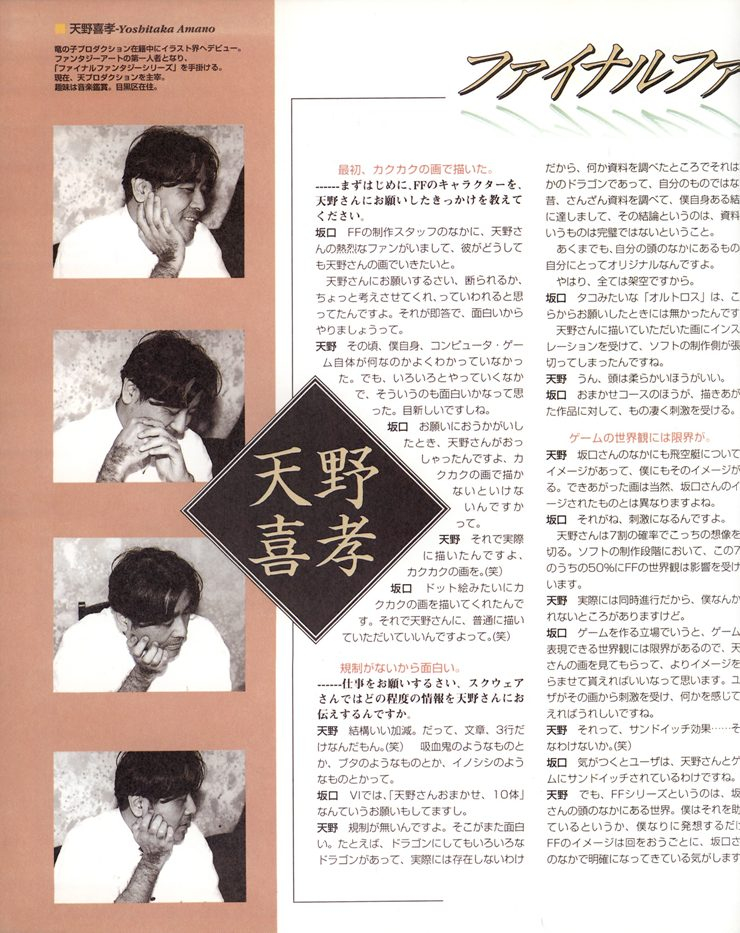 ■ 天野喜孝-Yoshitaka Amano
竜の子プロダクション在籍中にイラスト界へデビュー。
ファンタジーアートの第一人者となり、
「ファイナルファンタジーシリーズ」を手掛ける。
現在、天プロダクションを主宰。
趣味は音楽鑑賞。目黒区在住。
ファイナルファ
天野
喜孝
最初、カクカクの画で描いた。
------まずはじめに、FFのキャラクターを、
天野さんにお願いしたきっかけを教えて
ください。
坂口 FFの制作スタッフのなかに、天野さ
んの熱烈なファンがいまして、彼がどうして
も天野さんの画でいきたいと。
天野さんにお願いするさい、断られるか、
ちょっと考えさせてくれ、っていわれると思
ってたんですよ。それが即答で、面白いから
やりましょうって。
天野 その頃、僕自身、コンピュータ・ゲー
ム自体が何なのかよくわかっていなかっ
た。でも、いろいろとやっていくなか
で、そういうのも面白いかなって思
った。目新しいですしね。
坂口 お願いにおうかがいし
たとき、天野さんがおっ
しゃったんですよ、カ
クカクの画で描か
ないといけな
いんですか
って。
天野 それで実際
に描いたんですよ、
カクカクの画を。(笑)
坂口 ドット絵みたいにカ
クカクの画を描いてくれたんで
す。それで天野さんに、普通に描い
ていただいていいんですよって。(笑)
規制がないから面白い。
------仕事をお願いするさい、スクウェア
さんではどの程度の情報を天野さんにお
伝えするんですか。
天野 結構いい加減。だって、文章、3行だ
けなんだもん。(笑) 吸血鬼のようなものと
か、ブタのようなものとか、イノシシのよう
なものとかって。
坂口 VIでは、「天野さんおまかせ、10体」
なんていうお願いもしてますし。
天野 規制が無いんですよ。そこがまた面白
い。たとえば、ドラゴンにしてもいろいろな
ドラゴンがあって、実際には存在しないわけ
だから、何か資料を調べたところでそれは
かのドラゴンであって、自分のものではな
昔、さんざん資料を調べて、僕自身ある結
に達しまして、その結論というのは、資料
いうものは完璧ではないということ。
あくまでも、自分の頭のなかにあるもの
自分にとってオリジナルなんですよ。
やはり、全ては架空ですから。
坂口 タコみたいな「オルトロス」は、こ
らからお願いしたときには無かったんです
天野さんに描いていただいた画にインス
レーションを受けて、ソフトの制作側が張
切ってしまったんですね。
天野 うん、頭は柔らかいほうがいい。
坂口 おまかせコースのほうが、描きあが
た作品に対して、もの凄く刺激を受ける。
ゲームの世界観には限界が。
天野 坂口さんのなかにも飛空艇について
イメージがあって、僕にもそのイメージが
る。できあがった画は当然、坂口さんのイ
ージされたものとは異なりますよね。
坂口 それがね、刺激になるんですよ。
天野さんは7割の確率でこっちの想像を
切る。ソフトの制作段階において、この7
のうちの50%にFFの世界観は影響を受け
います。
天野 実際には同時進行だから、僕なんか
れないところがありますけど。
坂口 ゲームを作る立場でいうと、ゲーム
表現できる世界観には限界があるので、天
さんの画を見てもらって、よりイメージを
らませて貰えればいいなって思います。ユ
ザがその画から刺激を受け、何かを感じて
えればうれしいですね。
天野 それって、サンドイッチ効果……そ
なわけないか。(笑)
坂口 気がつくとユーザは、天野さんとゲ
ムにサンドイッチされているわけですね。
天野 でも、FFシリーズというのは、坂
さんの頭のなかにある世界。僕はそれを助
ているというか、僕なりに発想するだけ
FFのイメージは回をおうごとに、坂口さ
のなかで明確になってきている気がします